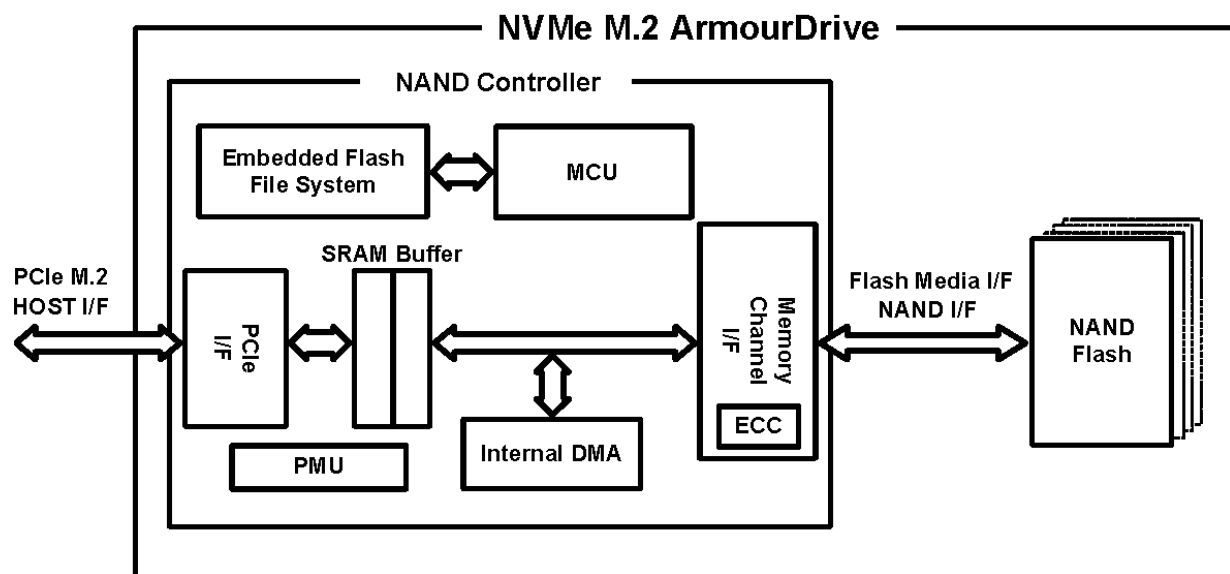 NVMe M.2 ArmourDrive
NAND Controller
Embedded Flash
File System
MCU
SRAM Buffer
PCIe M.2
HOST I/F
PCIe
I/F
Memory
Channel
I/F
ECC
Flash Media I/F
NAND I/F
NAND
Flash
PMU
Internal DMA